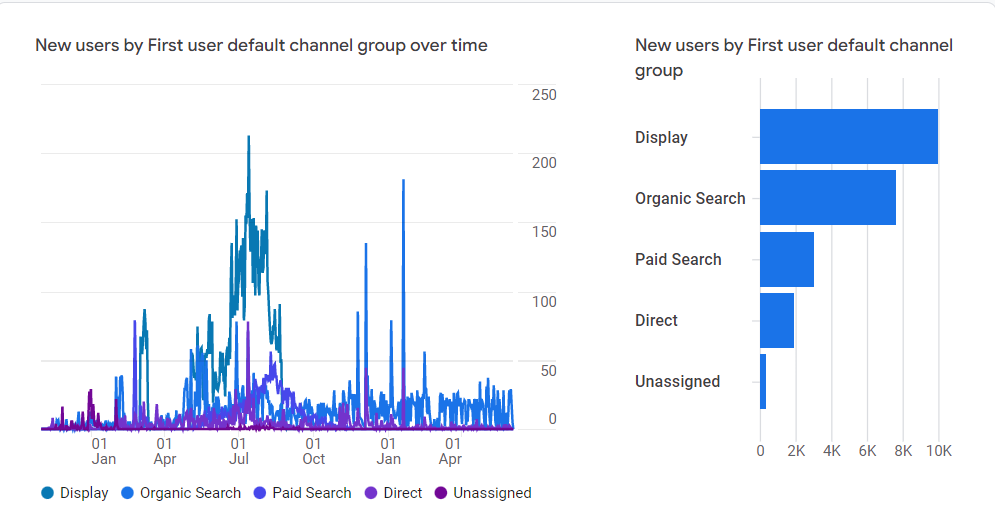 New users by First user default channel group over time
250
200
150
100
50
0
01 01 01 01 01 01
Jan Apr Jul Oct Jan Apr
Display Organic Search Paid Search Direct Unassigned
New users by First user default channel
group
Display
Organic Search
Paid Search
Direct
Unassigned
0 2K 4K 6K 8K 10K